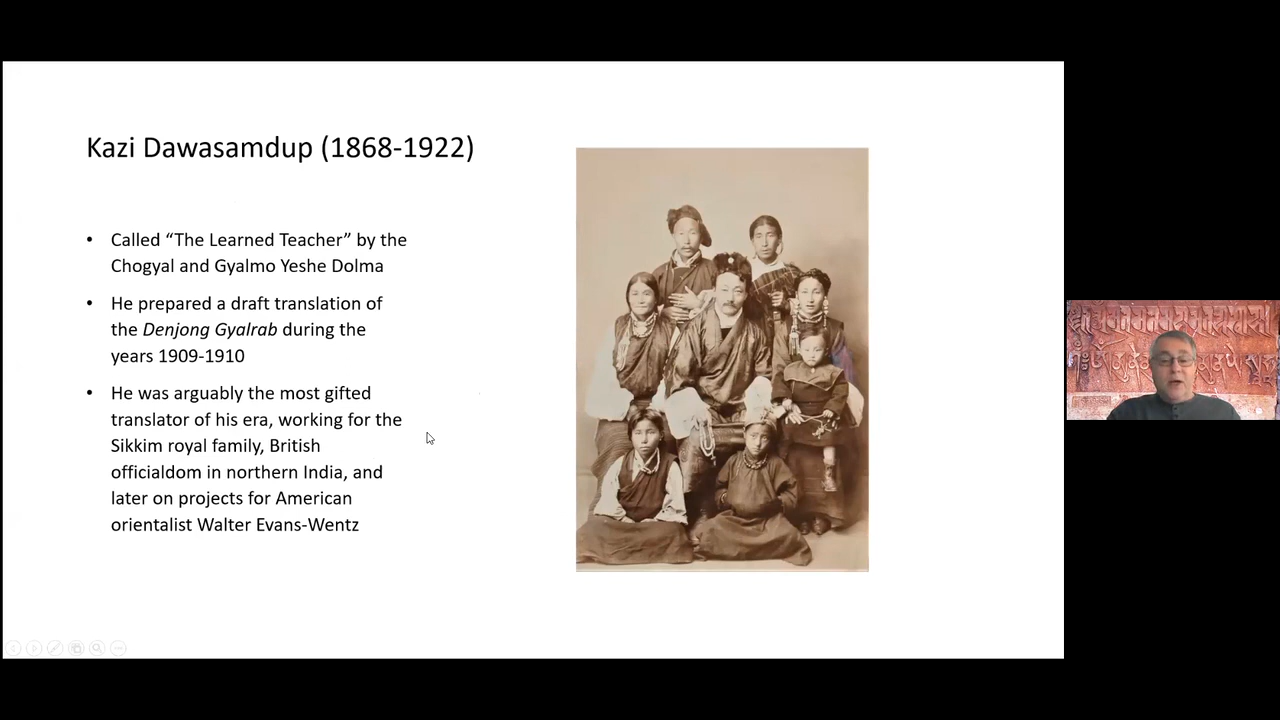 Kazi Dawasamdup (1868-1922)
• Called “The Learned Teacher” by the
Chogyal and Gyalmo Yeshe Dolma
• He prepared a draft translation of
the Denjong Gyalrab during the
years 1909-1910
• He was arguably the most gifted
translator of his era, working for the
Sikkim royal family, British
officialdom in northern India, and
later on projects for American
orientalist Walter Evans-Wentz